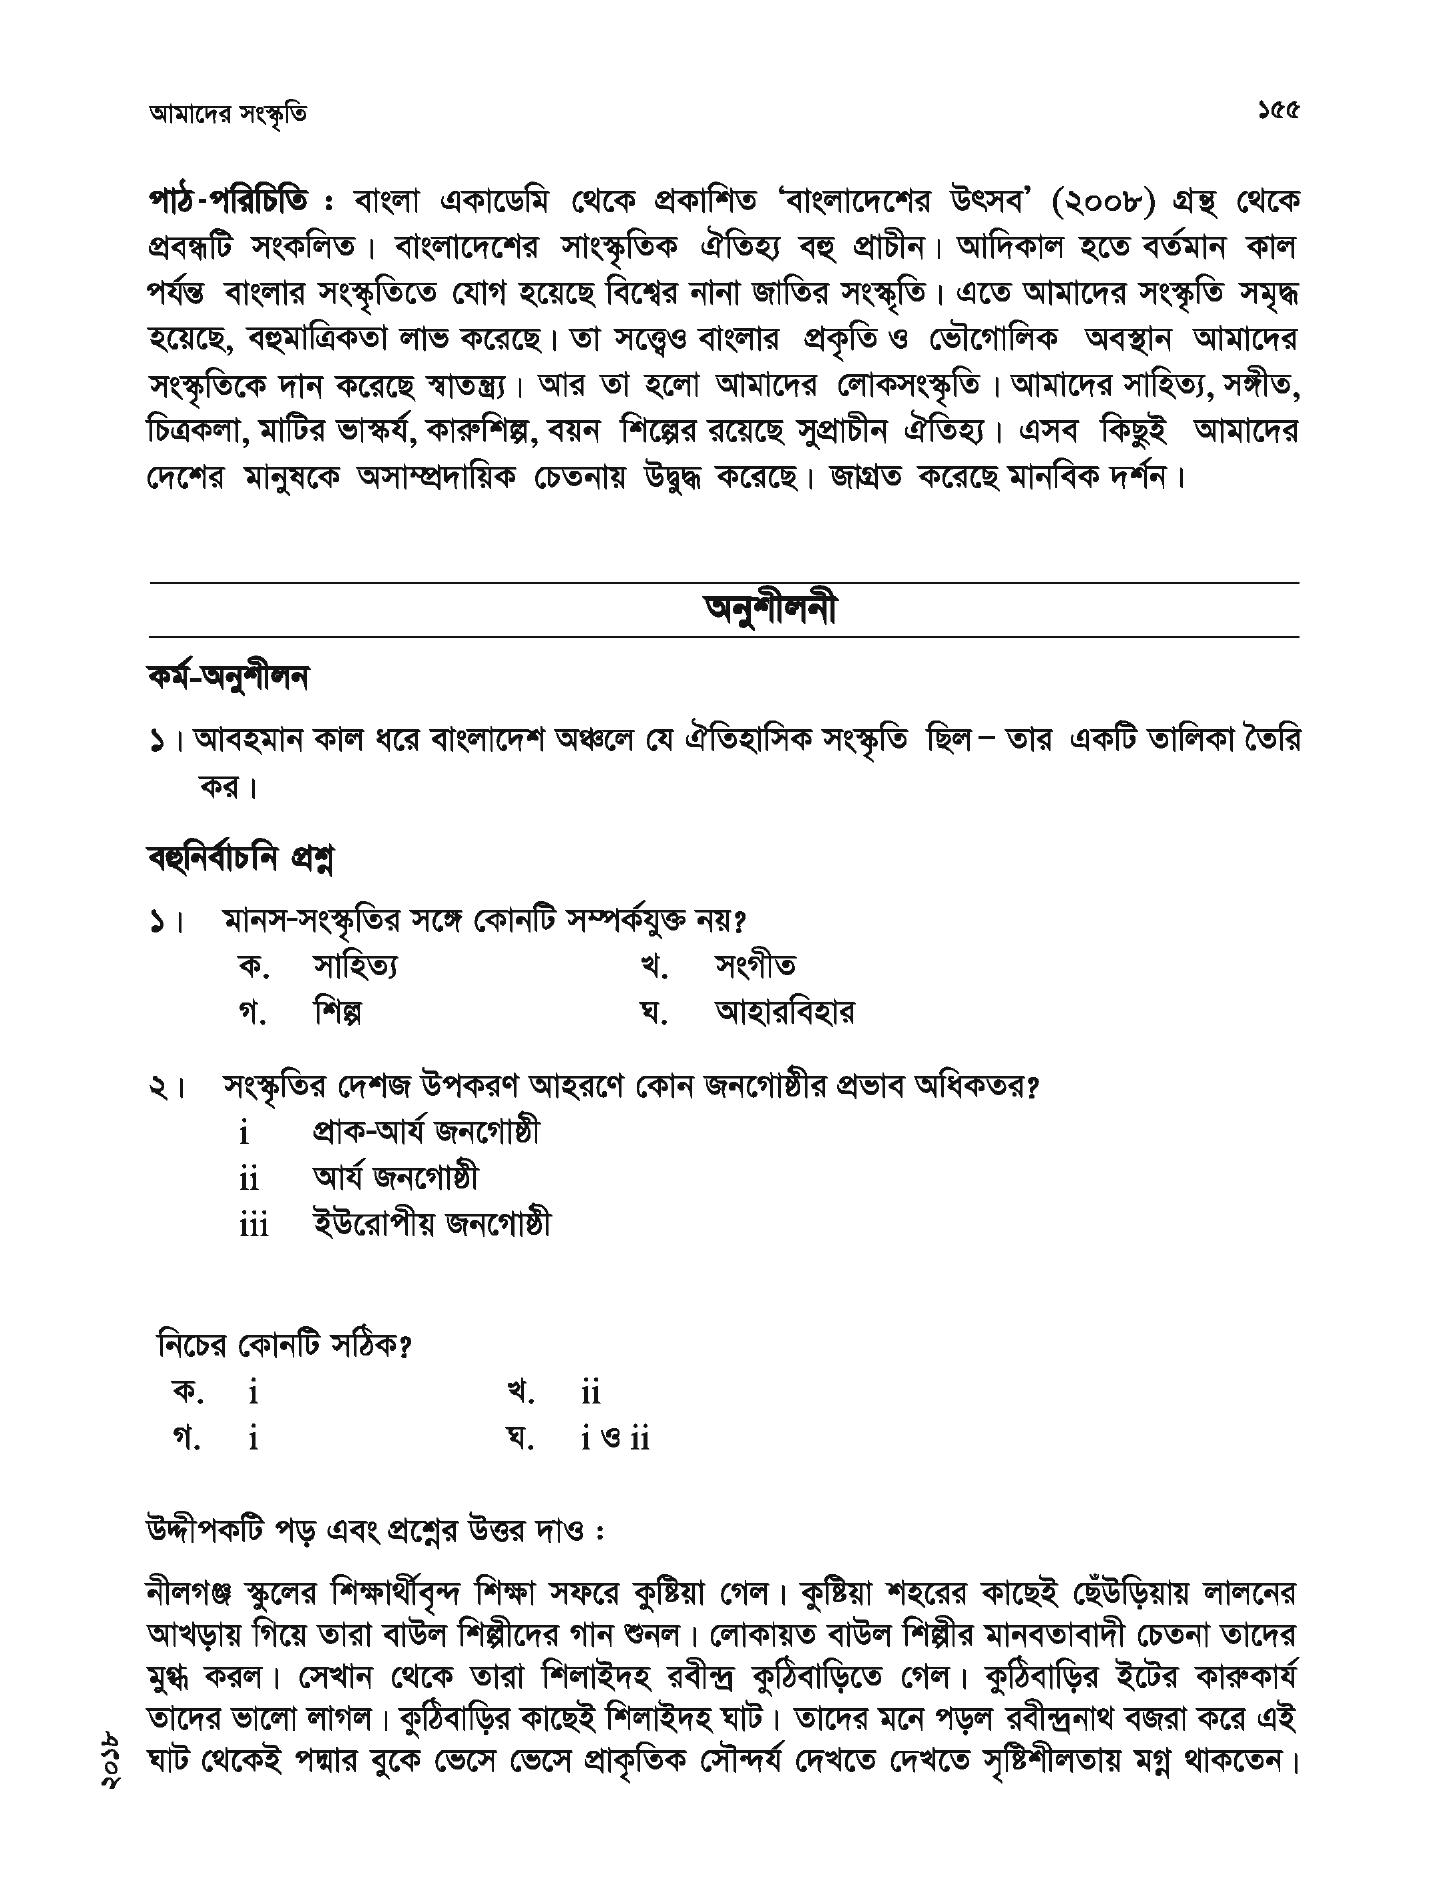 আমাদের সংস্কৃতি ১৫৫
পাঠ-পরিচিতি : বাংলা একাডেমি থেকে প্রকাশিত ‘বাংলাদেশের উৎসব’ (২০০৮) গ্রন্থ থেকে
প্রবন্ধটি সংকলিত। বাংলাদেশের সাংস্কৃতিক ঐতিহ্য বহু প্রাচীন। আদিকাল হতে বর্তমান কাল
পর্যন্ত বাংলার সংস্কৃতিতে যোগ হয়েছে বিশ্বের নানা জাতির সংস্কৃতি। এতে আমাদের সংস্কৃতি সমৃদ্ধ
হয়েছে, বহুমাত্রিকতা লাভ করেছে। তা সত্ত্বেও বাংলার প্রকৃতি ও ভৌগোলিক অবস্থান আমাদের
সংস্কৃতিকে দান করেছে স্বাতন্ত্র্য। আর তা হলো আমাদের লোকসংস্কৃতি। আমাদের সাহিত্য, সঙ্গীত,
চিত্রকলা, মাটির ভাস্কর্য, কারুশিল্প, বয়ন শিল্পের রয়েছে সুপ্রাচীন ঐতিহ্য। এসব কিছুই আমাদের
দেশের মানুষকে অসাম্প্রদায়িক চেতনায় উদ্বুদ্ধ করেছে। জাগ্রত করেছে মানবিক দর্শন।
অনুশীলনী
কর্ম-অনুশীলন
১। আবহমান কাল ধরে বাংলাদেশ অঞ্চলে যে ঐতিহাসিক সংস্কৃতি ছিল – তার একটি তালিকা তৈরি
কর।
বহুনির্বাচনি প্রশ্ন
১। মানস-সংস্কৃতির সঙ্গে কোনটি সম্পর্কযুক্ত নয়?
ক. সাহিত্য খ. সংগীত
গ. শিল্প ঘ. আহারবিহার
২। সংস্কৃতির দেশজ উপকরণ আহরণে কোন জনগোষ্ঠীর প্রভাব অধিকতর?
i প্রাক-আর্য জনগোষ্ঠী
ii আর্য জনগোষ্ঠী
iii ইউরোপীয় জনগোষ্ঠী
নিচের কোনটি সঠিক?
ক. i খ. ii
গ. i ঘ. i ও ii
উদ্দীপকটি পড় এবং প্রশ্নের উত্তর দাও :
নীলগঞ্জ স্কুলের শিক্ষার্থীবৃন্দ শিক্ষা সফরে কুষ্টিয়া গেল। কুষ্টিয়া শহরের কাছেই ছেঁউড়িয়ায় লালনের
আখড়ায় গিয়ে তারা বাউল শিল্পীদের গান শুনল। লোকায়ত বাউল শিল্পীর মানবতাবাদী চেতনা তাদের
মুগ্ধ করল। সেখান থেকে তারা শিলাইদহ রবীন্দ্র কুঠিবাড়িতে গেল। কুঠিবাড়ির ইটের কারুকার্য
তাদের ভালো লাগল। কুঠিবাড়ির কাছেই শিলাইদহ ঘাট। তাদের মনে পড়ল রবীন্দ্রনাথ বজরা করে এই
ঘাট থেকেই পদ্মার বুকে ভেসে ভেসে প্রাকৃতিক সৌন্দর্য দেখতে দেখতে সৃষ্টিশীলতায় মগ্ন থাকতেন।
২০১৮